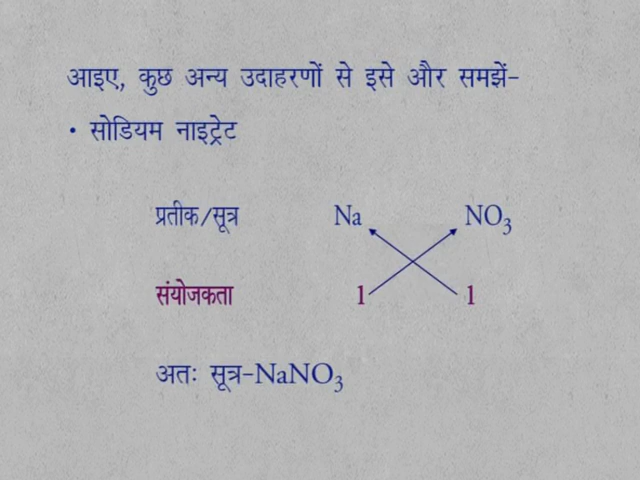 आइए, कुछ अन्य उदाहरणों से इसे और समझें-
• सोडियम नाइट्रेट
प्रतीक/सूत्र Na NO₃
संयोजकता 1 1
अतः सूत्र-NaNO₃